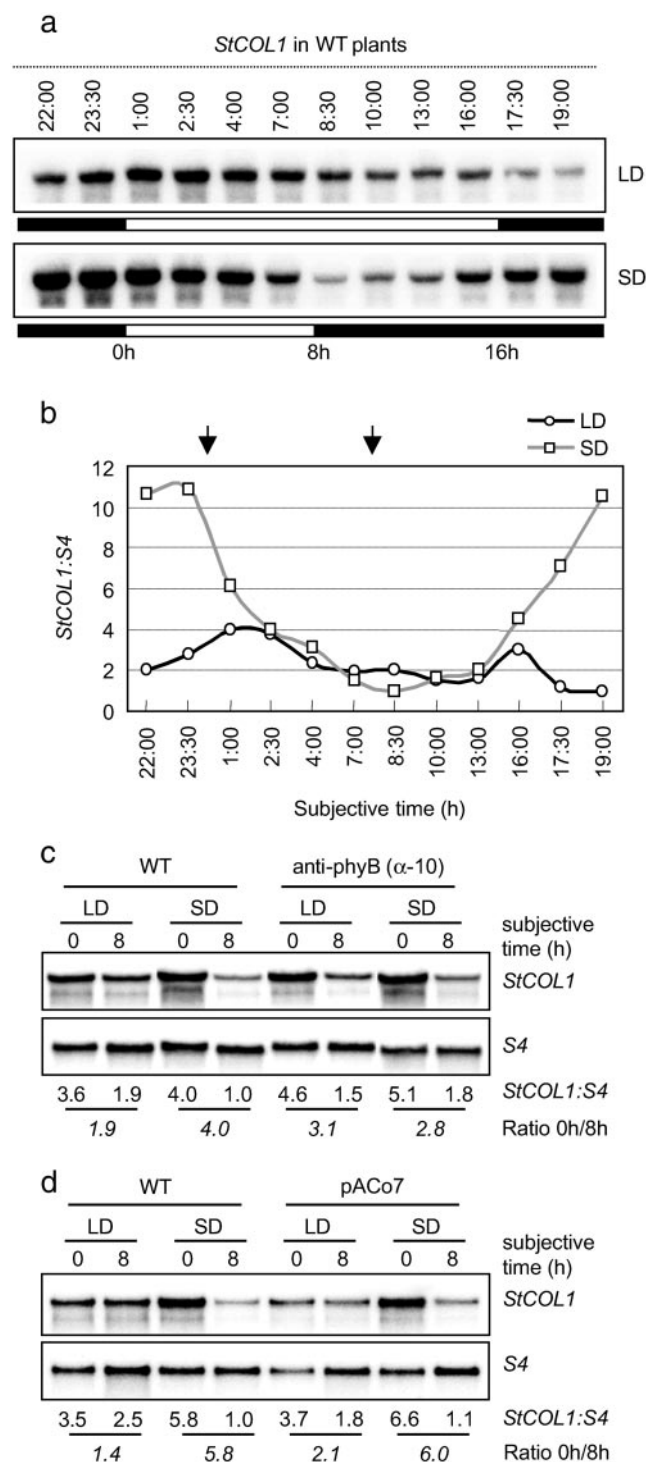 a
StCOL1 in WT plants
22:00 23:30 1:00 2:30 4:00 7:00 8:30 10:00 13:00 16:00 17:30 19:00
LD
SD
0h 8h 16h
b
LD
SD
12
10
8
6
4
2
0
StCOL1:S4
22:00 23:30 1:00 2:30 4:00 7:00 8:30 10:00 13:00 16:00 17:30 19:00
Subjective time (h)
c
WT anti-phyB (α-10)
LD SD LD SD subjective
0 8 0 8 0 8 0 8 time (h)
StCOL1
S4
3.6 1.9 4.0 1.0 4.6 1.5 5.1 1.8 StCOL1:S4
1.9 4.0 3.1 2.8 Ratio 0h/8h
d
WT pACo7
LD SD LD SD subjective
0 8 0 8 0 8 0 8 time (h)
StCOL1
S4
3.5 2.5 5.8 1.0 3.7 1.8 6.6 1.1 StCOL1:S4
1.4 5.8 2.1 6.0 Ratio 0h/8h